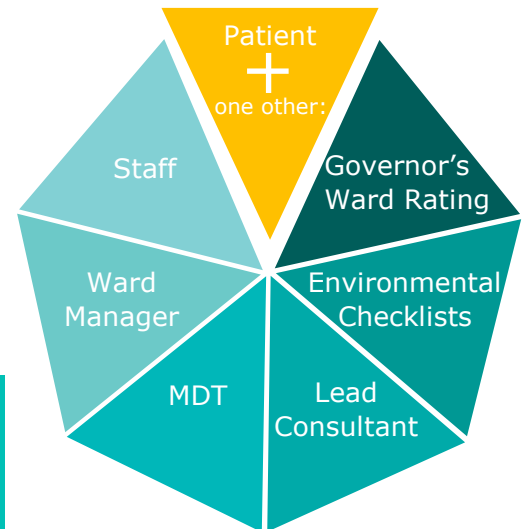 Patient
+
one other:
Staff
Governor's
Ward Rating
Ward
Manager
Environmental
Checklists
MDT
Lead
Consultant